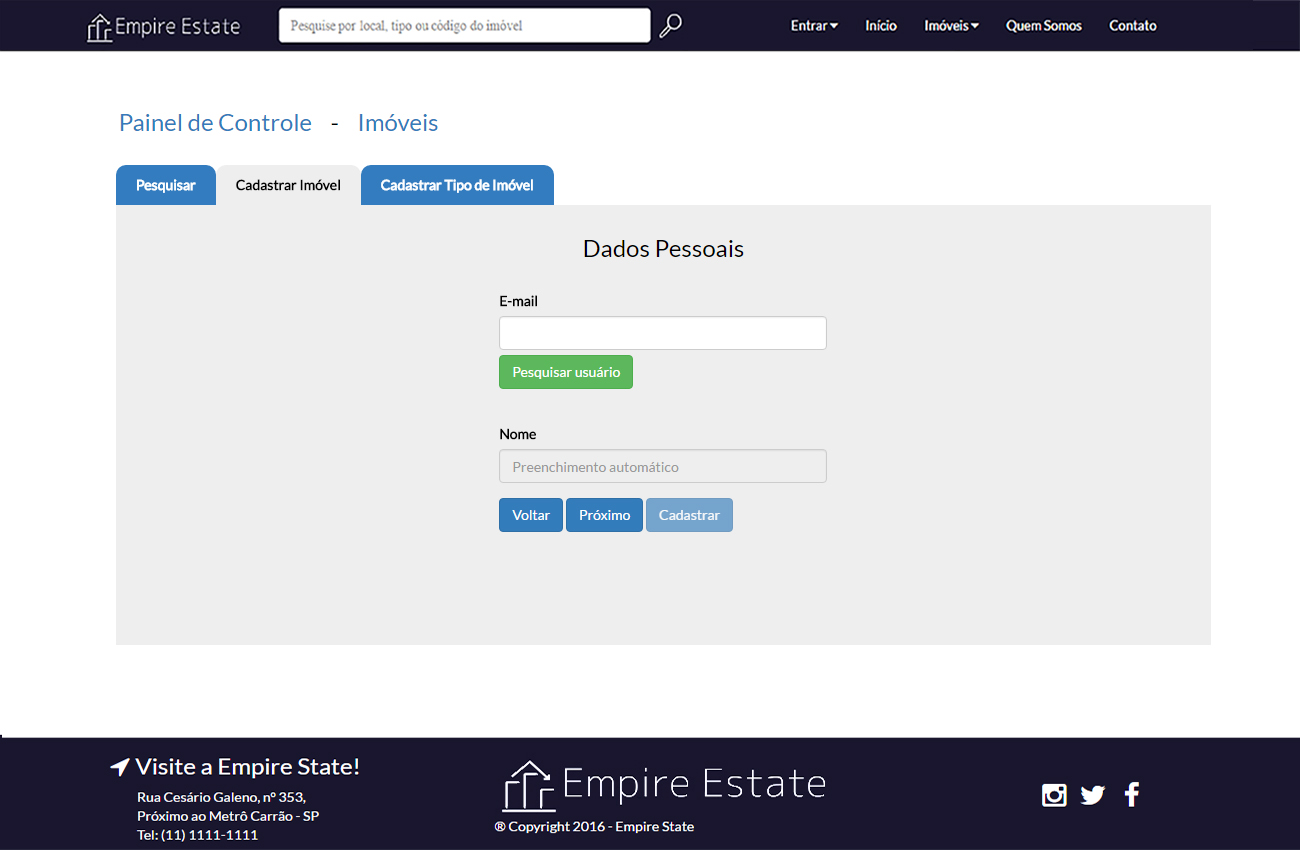 Empire Estate
Pesquise por local, tipo ou código do imóvel
Entrar Início Imóveis Quem Somos Contato
Painel de Controle - Imóveis
Pesquisar Cadastrar Imóvel Cadastrar Tipo de Imóvel
Dados Pessoais
E-mail
Pesquisar usuário
Nome
Preenchimento automático
Voltar Próximo Cadastrar
Visite a Empire State!
Rua Cesário Galeno, nº 353,
Próximo ao Metrô Carrão - SP
Tel: (11) 1111-1111
Empire Estate
® Copyright 2016 - Empire State